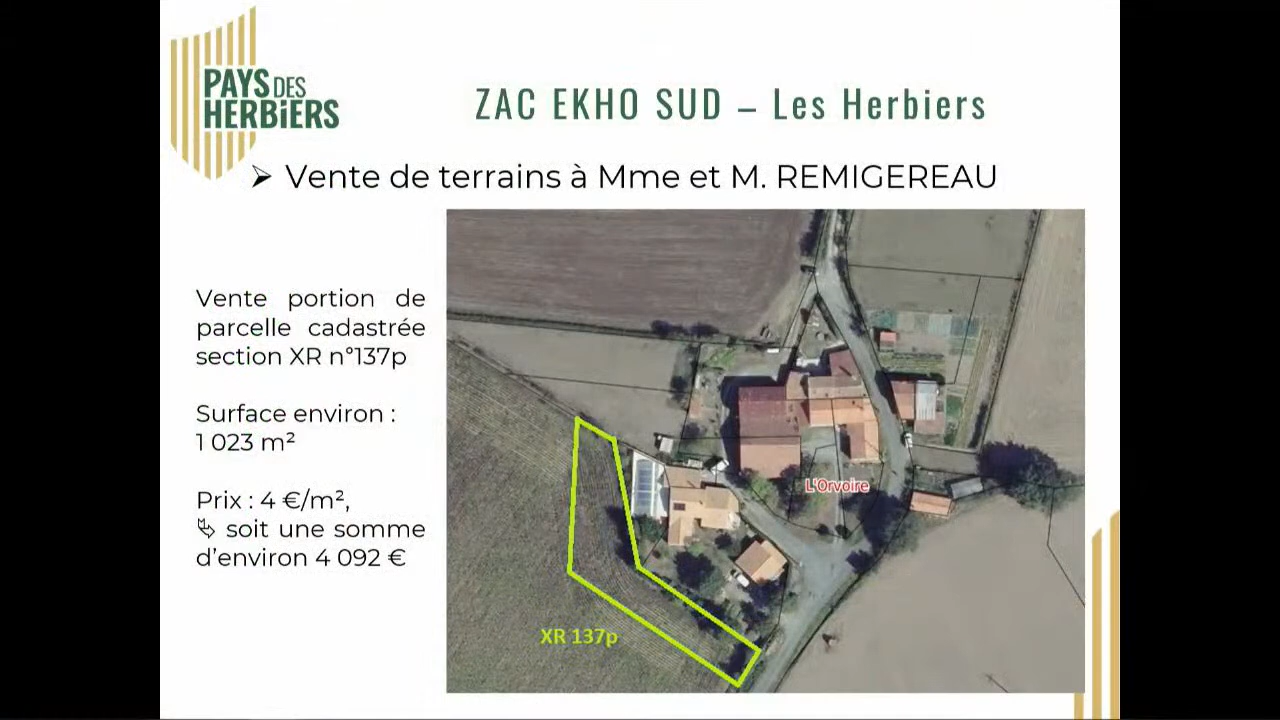 PAYS DES
HERBiERS
ZAC EKHO SUD – Les Herbiers
➢ Vente de terrains à Mme et M. REMIGEREAU
Vente portion de
parcelle cadastrée
section XR n°137p
Surface environ :
1 023 m²
Prix : 4 €/m²,
soit une somme
d'environ 4 092 €
L'Orvoire
XR 137p